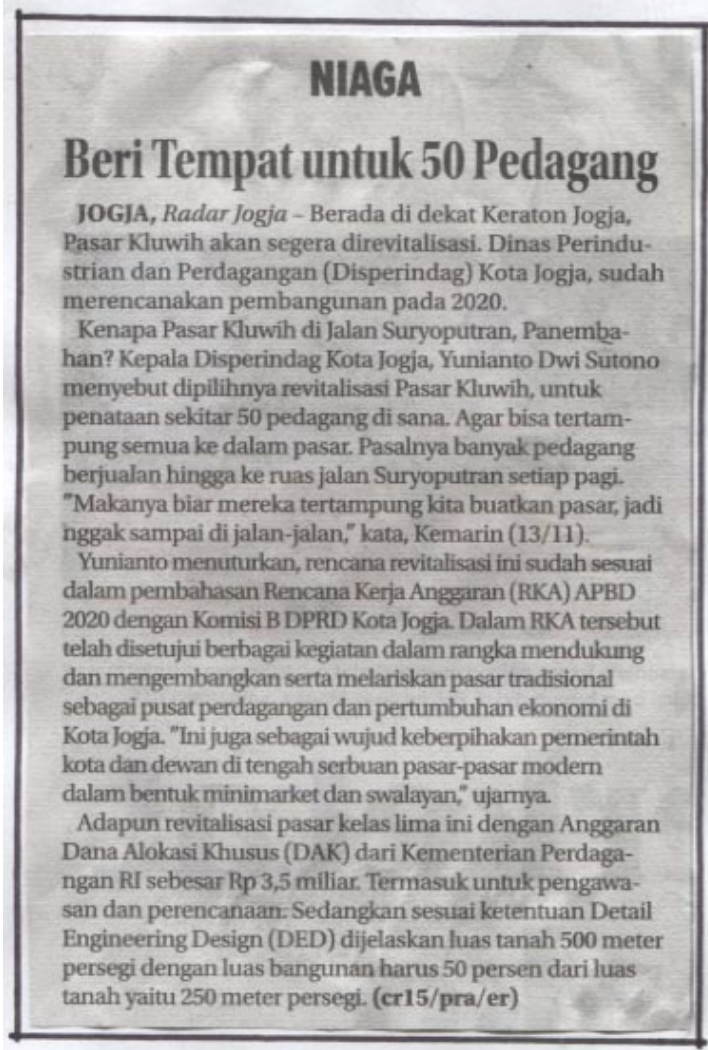 NIAGA
Beri Tempat untuk 50 Pedagang
JOGJA, Radar Jogja – Berada di dekat Keraton Jogja,
Pasar Kluwih akan segera direvitalisasi. Dinas Perindu-
strian dan Perdagangan (Disperindag) Kota Jogja, sudah
merencanakan pembangunan pada 2020.
Kenapa Pasar Kluwih di Jalan Suryoputran, Panemba-
han? Kepala Disperindag Kota Jogja, Yunianto Dwi Sutono
menyebut dipilihnya revitalisasi Pasar Kluwih, untuk
penataan sekitar 50 pedagang di sana. Agar bisa tertam-
pung semua ke dalam pasar. Pasalnya banyak pedagang
berjualan hingga ke ruas jalan Suryoputran setiap pagi.
"Makanya biar mereka tertampung kita buatkan pasar, jadi
nggak sampai di jalan-jalan," kata, Kemarin (13/11).
Yunianto menuturkan, rencana revitalisasi ini sudah sesuai
dalam pembahasan Rencana Kerja Anggaran (RKA) APBD
2020 dengan Komisi B DPRD Kota Jogja. Dalam RKA tersebut
telah disetujui berbagai kegiatan dalam rangka mendukung
dan mengembangkan serta melariskan pasar tradisional
sebagai pusat perdagangan dan pertumbuhan ekonomi di
Kota Jogja. "Ini juga sebagai wujud keberpihakan pemerintah
kota dan dewan di tengah serbuan pasar-pasar modern
dalam bentuk minimarket dan swalayan," ujarnya.
Adapun revitalisasi pasar kelas lima ini dengan Anggaran
Dana Alokasi Khusus (DAK) dari Kementerian Perdaga-
ngan RI sebesar Rp 3,5 miliar. Termasuk untuk pengawa-
san dan perencanaan. Sedangkan sesuai ketentuan Detail
Engineering Design (DED) dijelaskan luas tanah 500 meter
persegi dengan luas bangunan harus 50 persen dari luas
tanah yaitu 250 meter persegi. (cr15/pra/er)